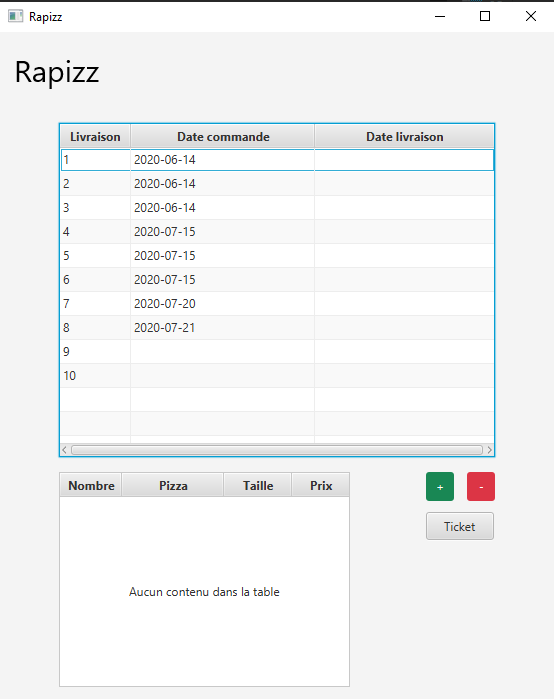 Rapizz
Rapizz
Livraison Date commande Date livraison
1 2020-06-14
2 2020-06-14
3 2020-06-14
4 2020-07-15
5 2020-07-15
6 2020-07-15
7 2020-07-20
8 2020-07-21
9
10
Nombre Pizza Taille Prix + -
Ticket
Aucun contenu dans la table